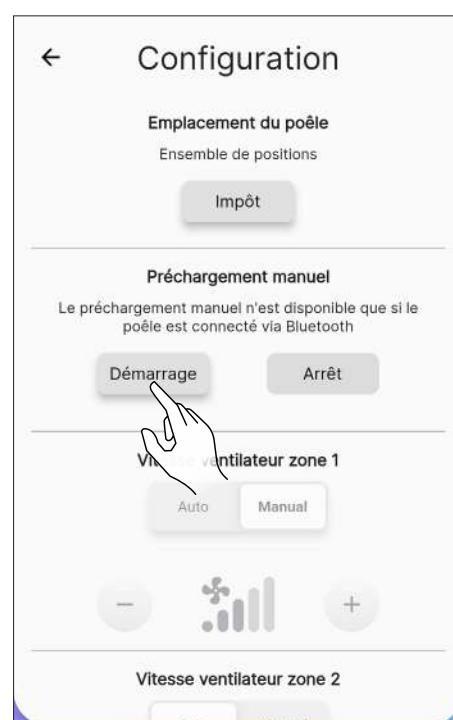 Configuration
Emplacement du poêle
Ensemble de positions
Impôt
Préchargement manuel
Le préchargement manuel n'est disponible que si le
poêle est connecté via Bluetooth
Démarrage Arrêt
ventilateur zone 1
Auto Manual
Vitesse ventilateur zone 2